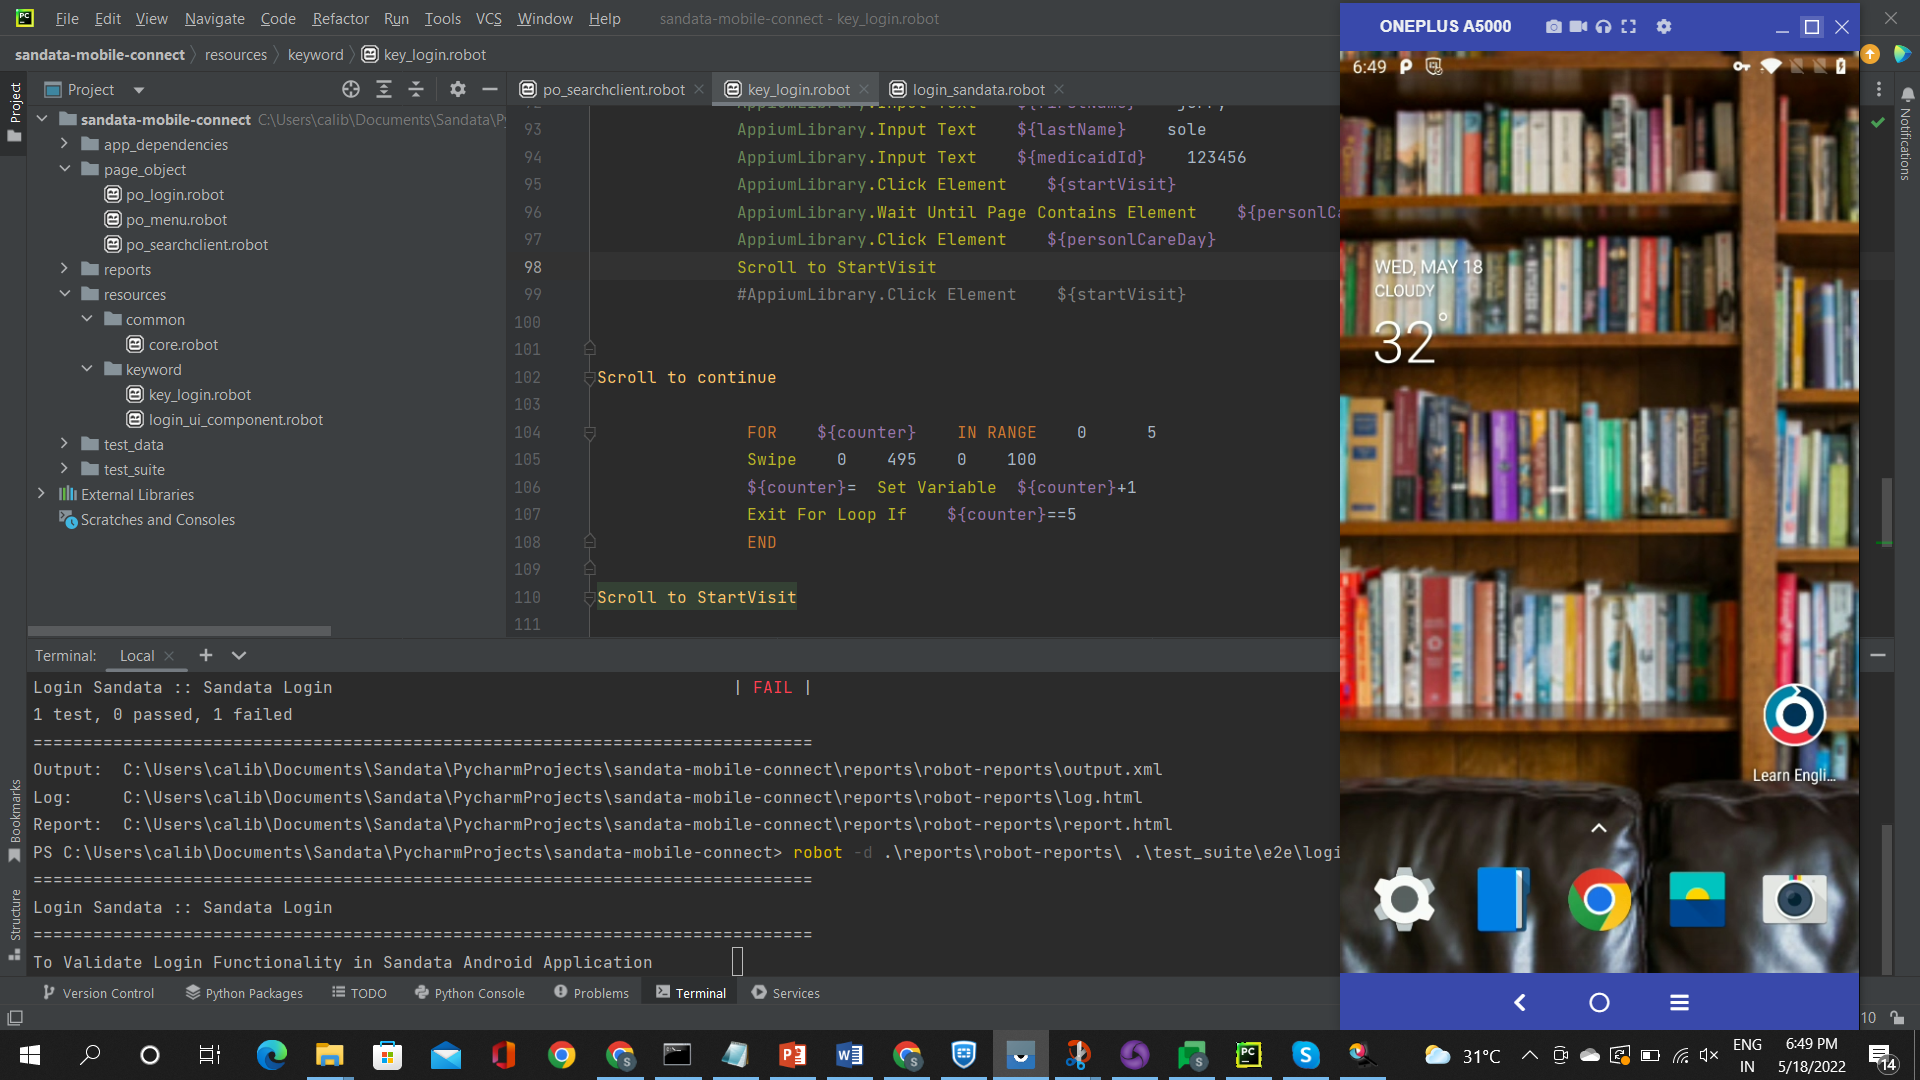 File Edit View Navigate Code Refactor Run Tools VCS Window Help sandata-mobile-connect - key_login.robot
sandata-mobile-connect resources keyword key_login.robot
Project
po_searchclient.robot key_login.robot login_sandata.robot
Project
sandata-mobile-connect C:\Users\calib\Documents\Sandata\Py
app_dependencies
page_object
po_login.robot
po_menu.robot
po_searchclient.robot
reports
resources
common
core.robot
keyword
key_login.robot
login_ui_component.robot
test_data
test_suite
External Libraries
Scratches and Consoles
93 AppiumLibrary.Input Text ${lastName} sole
94 AppiumLibrary.Input Text ${medicaidId} 123456
95 AppiumLibrary.Click Element ${startVisit}
96 AppiumLibrary.Wait Until Page Contains Element ${personlCa
97 AppiumLibrary.Click Element ${personlCareDay}
98 Scroll to StartVisit
99 #AppiumLibrary.Click Element ${startVisit}
100
101
102 Scroll to continue
103
104 FOR ${counter} IN RANGE 0 5
105 Swipe 0 495 0 100
106 ${counter}= Set Variable ${counter}+1
107 Exit For Loop If ${counter}==5
108 END
109
110 Scroll to StartVisit
111
Terminal: Local
Login Sandata :: Sandata Login | FAIL |
1 test, 0 passed, 1 failed
==============================================================================
Output: C:\Users\calib\Documents\Sandata\PycharmProjects\sandata-mobile-connect\reports\robot-reports\output.xml
Log: C:\Users\calib\Documents\Sandata\PycharmProjects\sandata-mobile-connect\reports\robot-reports\log.html
Report: C:\Users\calib\Documents\Sandata\PycharmProjects\sandata-mobile-connect\reports\robot-reports\report.html
PS C:\Users\calib\Documents\Sandata\PycharmProjects\sandata-mobile-connect> robot -d .\reports\robot-reports\ .\test_suite\e2e\logi
==============================================================================
Login Sandata :: Sandata Login
==============================================================================
To Validate Login Functionality in Sandata Android Application
Bookmarks
Structure
Version Control Python Packages TODO Python Console Problems Terminal Services
ONEPLUS A5000
6:49
WED, MAY 18
CLOUDY
32°
Learn Engli...
Notifications
10
31°C
ENG
IN
6:49 PM
5/18/2022
14